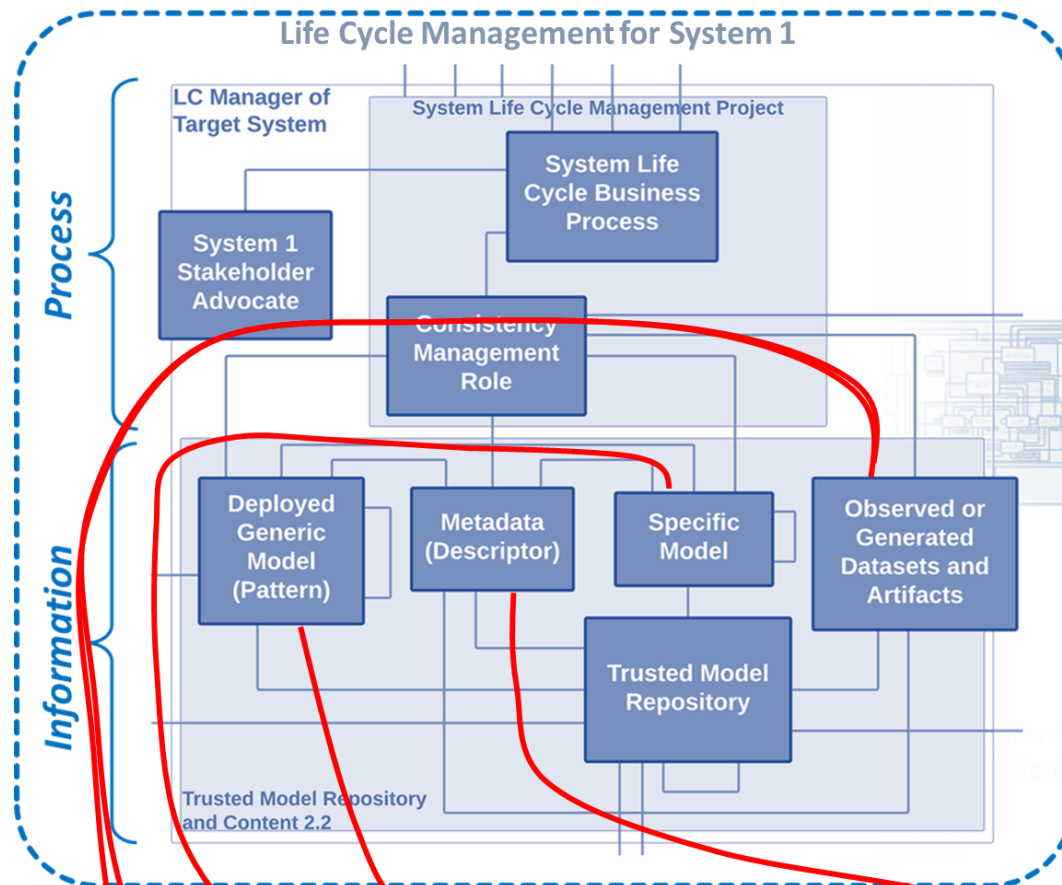 Life Cycle Management for System 1
LC Manager of
Target System
System Life Cycle Management Project
System Life
Cycle Business
Process
Process
System 1
Stakeholder
Advocate
Consistency
Management
Role
Information
Deployed
Generic
Model
(Pattern)
Metadata
(Descriptor)
Specific
Model
Observed or
Generated
Datasets and
Artifacts
Trusted Model
Repository
Trusted Model Repository
and Content 2.2